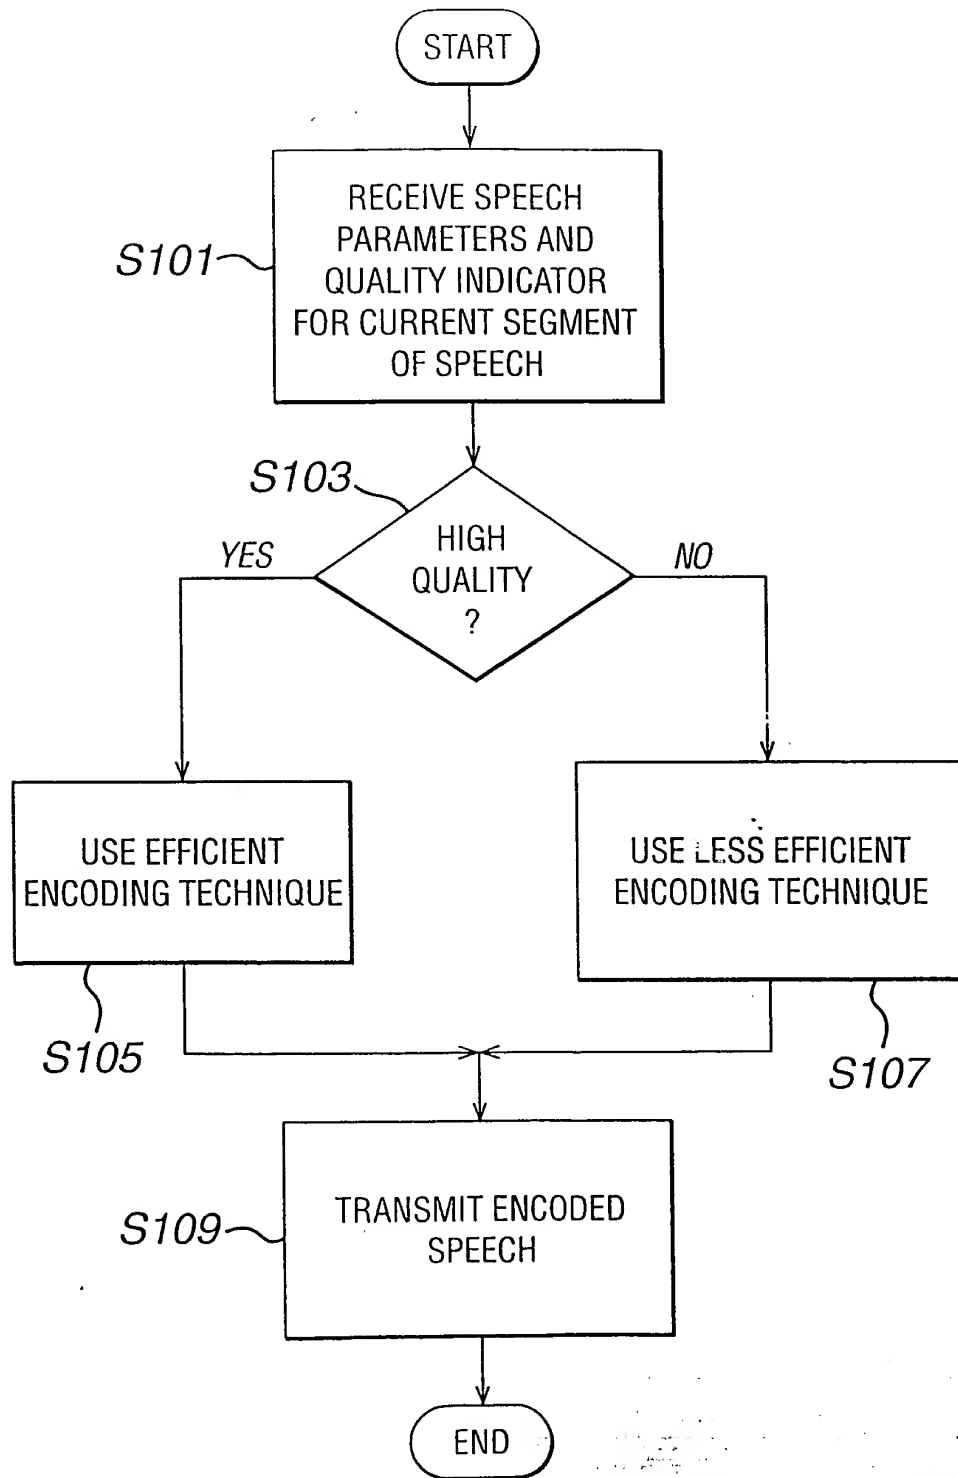 START
RECEIVE SPEECH
PARAMETERS AND
QUALITY INDICATOR
FOR CURRENT SEGMENT
OF SPEECH
S101
S103
HIGH
QUALITY
?
YES
NO
USE EFFICIENT
ENCODING TECHNIQUE
S105
USE LESS EFFICIENT
ENCODING TECHNIQUE
S107
TRANSMIT ENCODED
SPEECH
S109
END